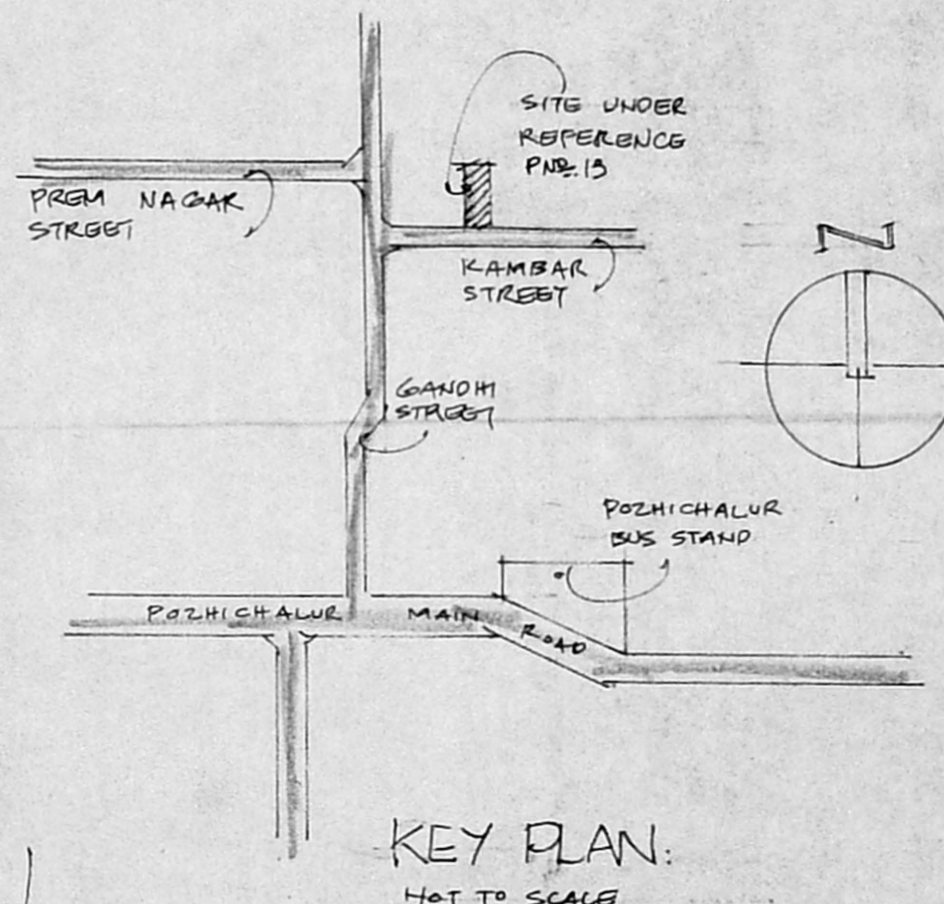 SITE UNDER
REFERENCE
PNO. 13
PREM NAGAR
STREET
N
KAMBAR
STREET
GANDHI
STREET
POZHICHALUR
BUS STAND
POZHICHALUR MAIN ROAD
KEY PLAN:
NOT TO SCALE